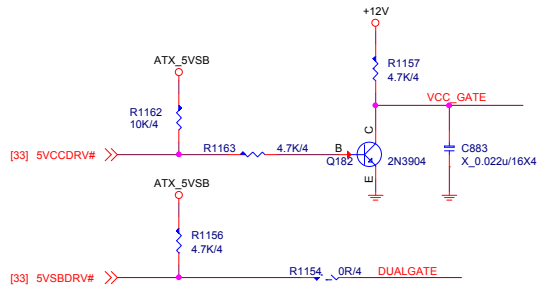 +12V
ATX_5VSB
R1157
4.7K/4
R1162
10K/4
VCC_GATE
[33] 5VCCDRV#
R1163 4.7K/4
B
C
E
Q182
2N3904
C883
X_0.022u/16X4
ATX_5VSB
R1156
4.7K/4
[33] 5VSBDRV#
R1154 0R/4
DUALGATE